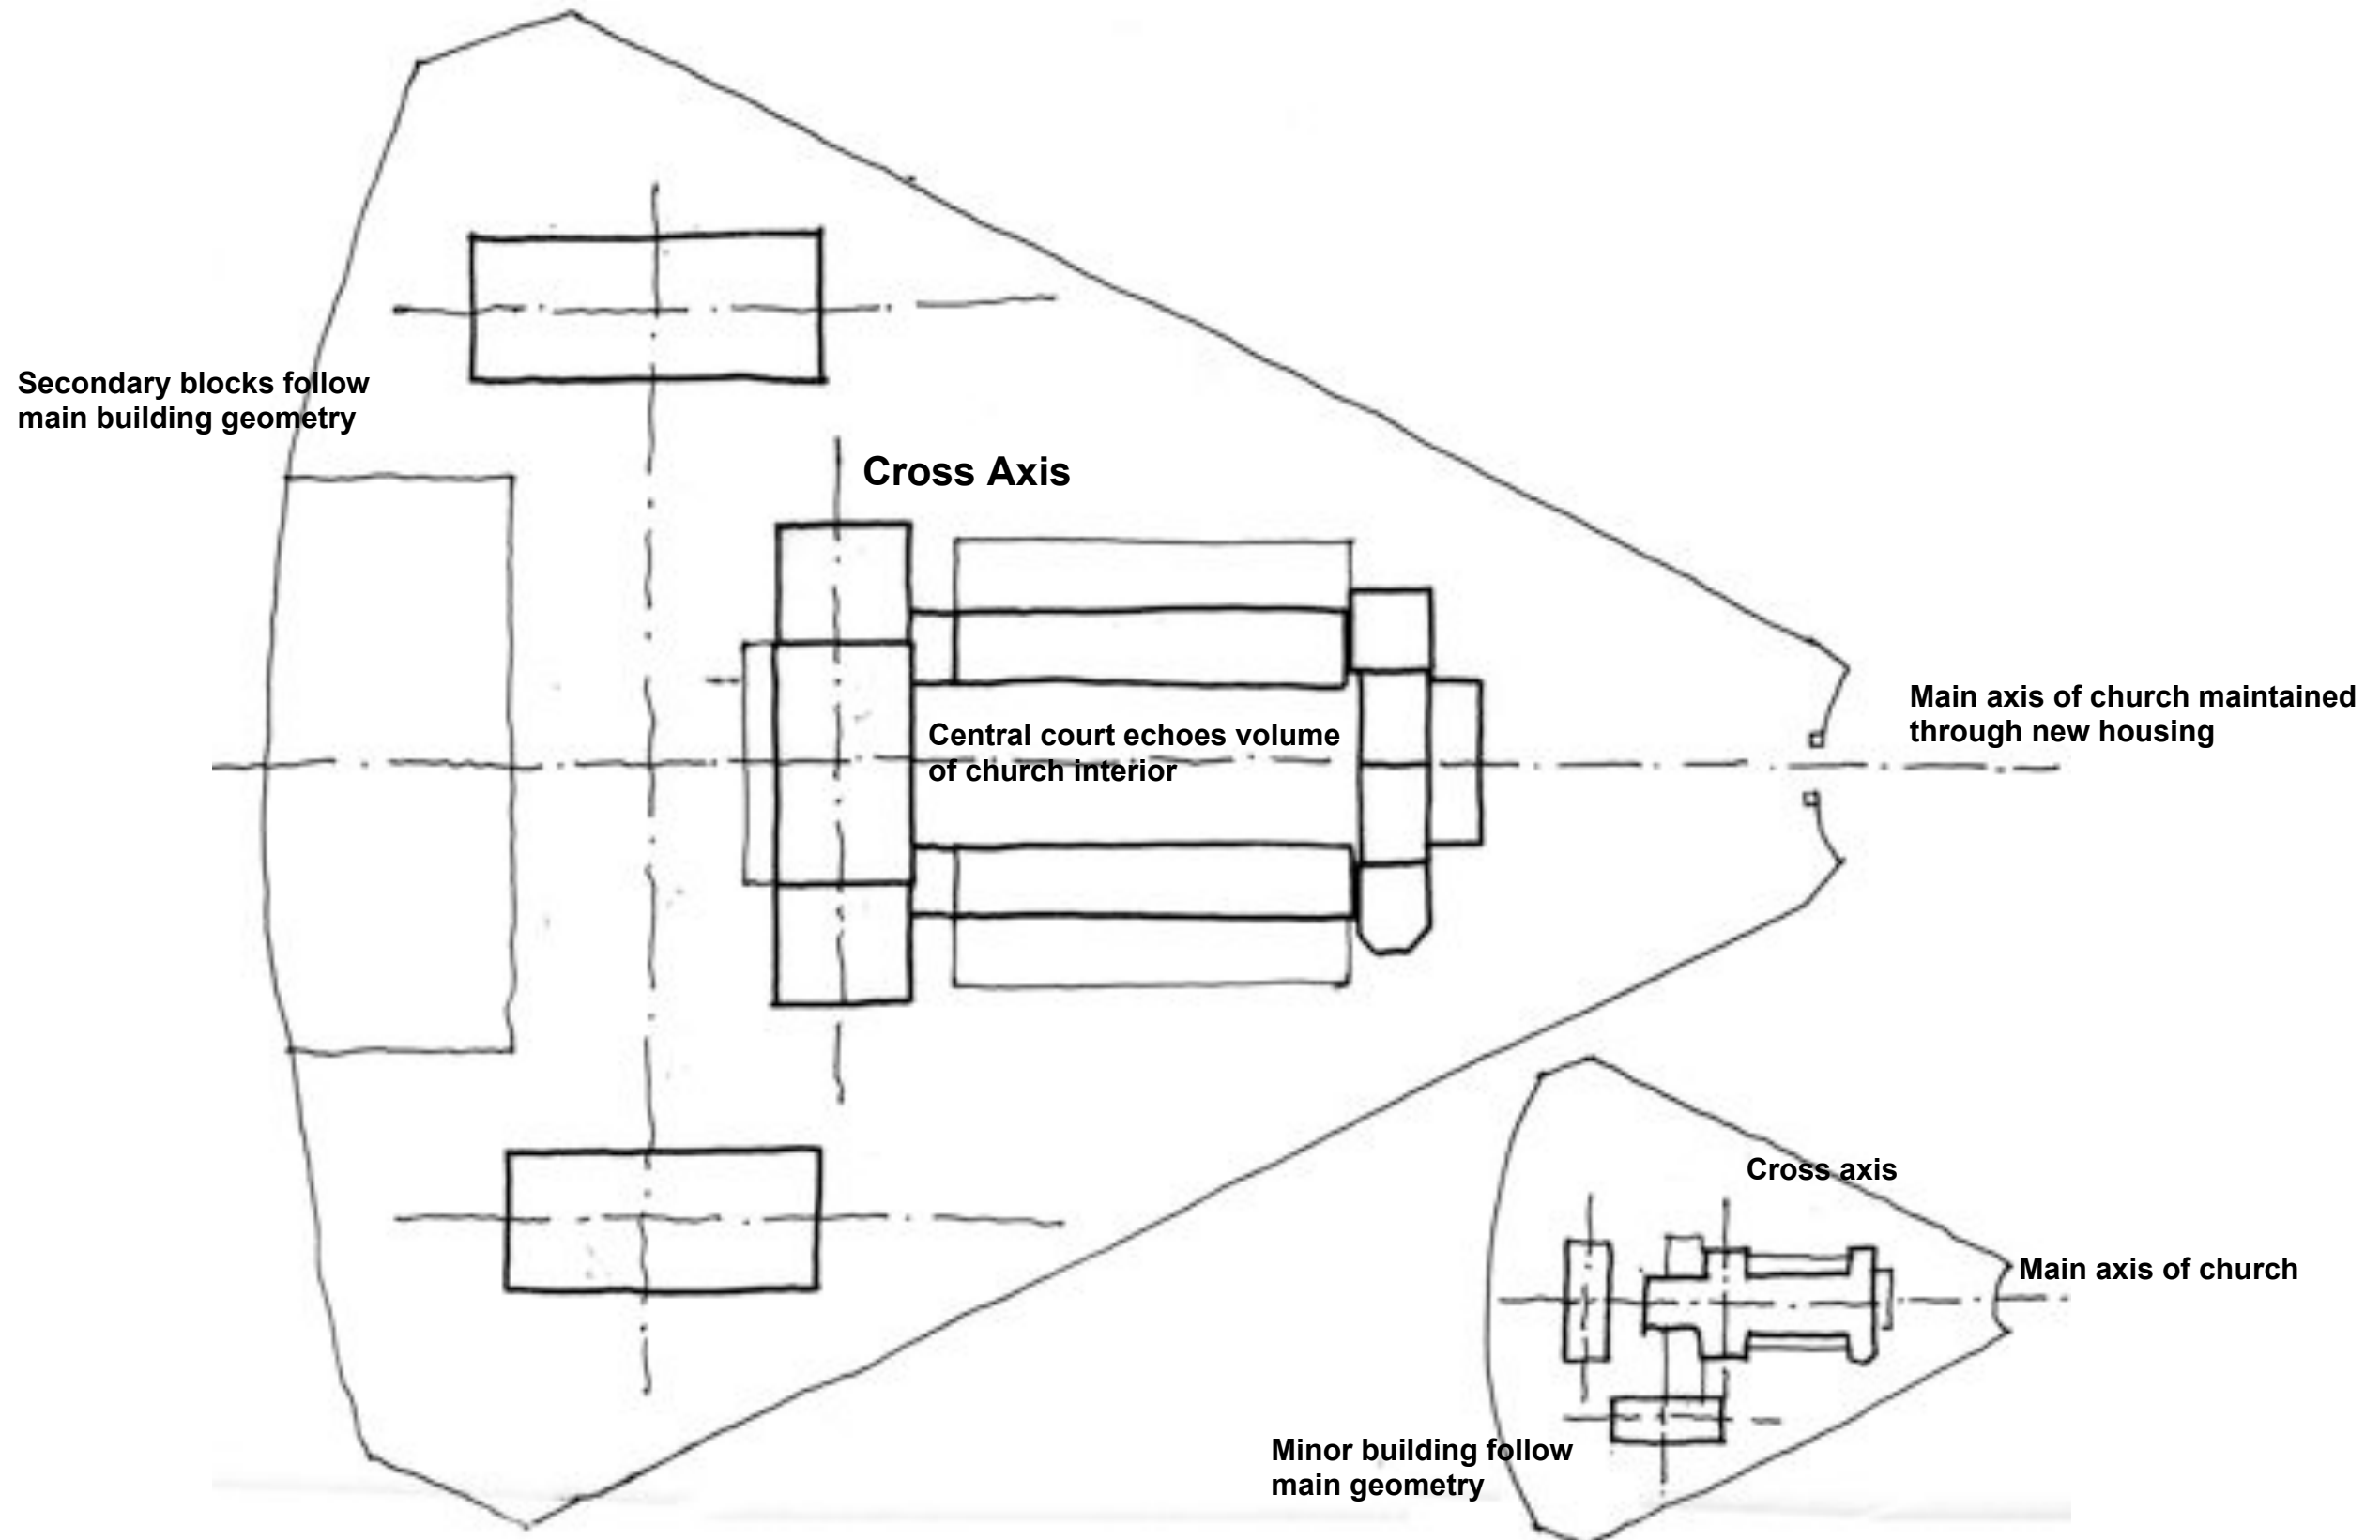 Secondary blocks follow
main building geometry
Cross Axis
Main axis of church maintained
through new housing
Central court echoes volume
of church interior
Cross axis
Main axis of church
Minor building follow
main geometry